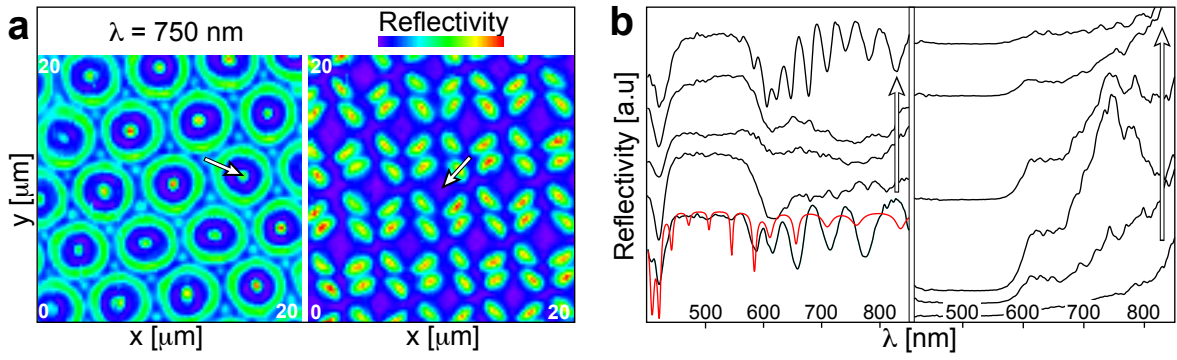 a
λ = 750 nm
Reflectivity
20
0
20
20
0
20
y [μm]
x [μm]
x [μm]
b
Reflectivity [a.u]
500 600 700 800
500 600 700 800
λ [nm]